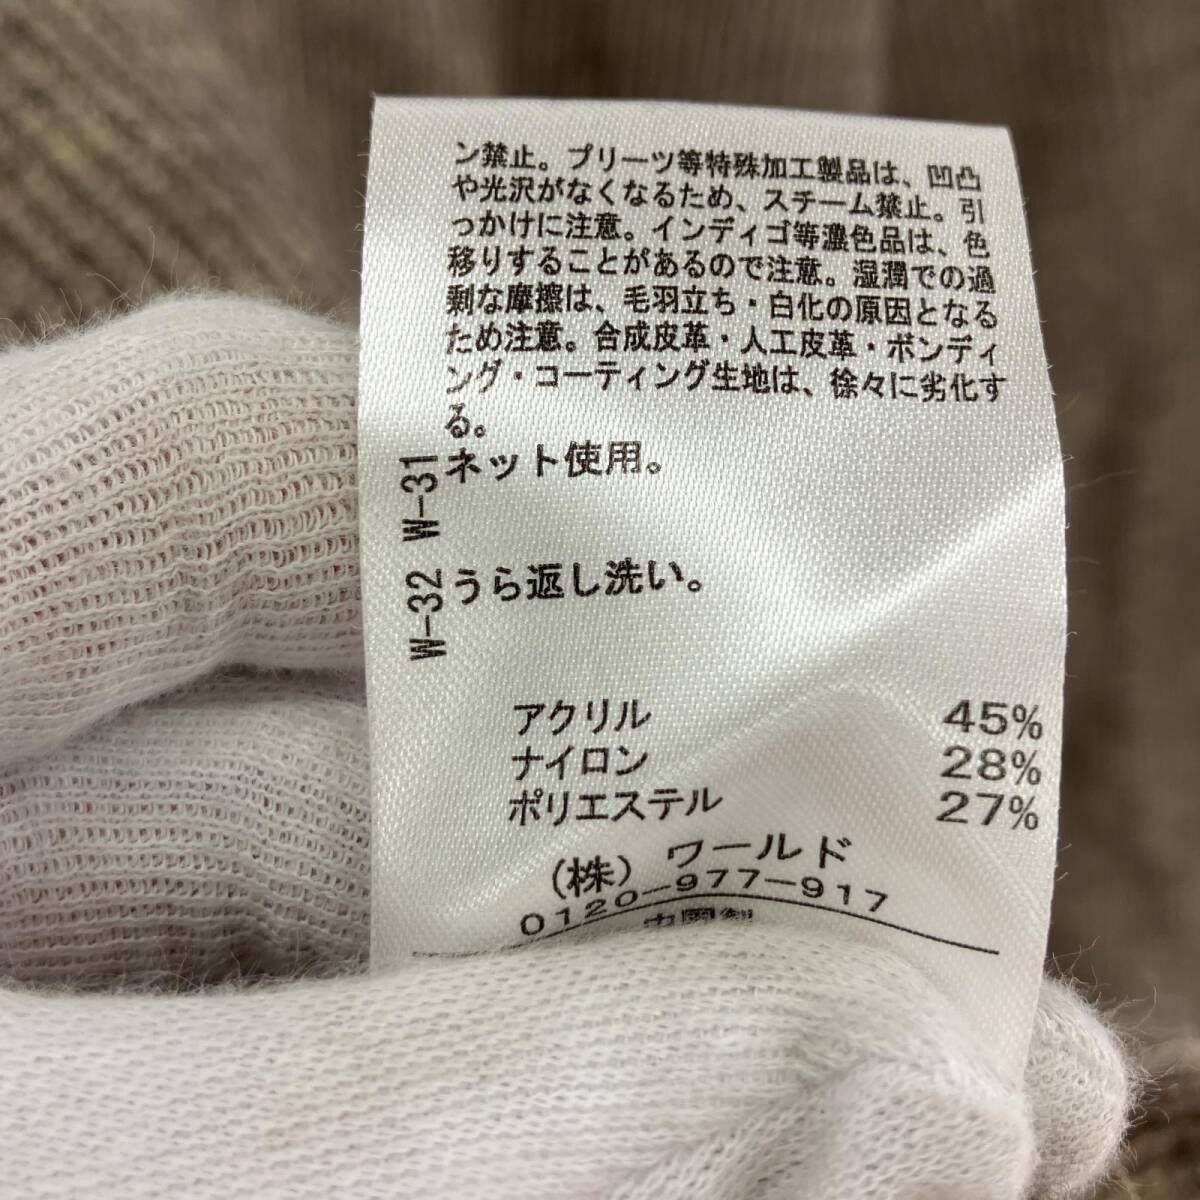 ン禁止。プリーツ等特殊加工製品は、凹凸
や光沢がなくなるため、スチーム禁止。引
っかけに注意。インディゴ等濃色品は、色
移りすることがあるので注意。湿潤での過
剰な摩擦は、毛羽立ち・白化の原因となる
ため注意。合成皮革・人工皮革・ボンディ
ング・コーティング生地は、徐々に劣化す
る。
W-31 ネット使用。
W-32 うら返し洗い。
アクリル 45%
ナイロン 28%
ポリエステル 27%
(株) ワールド
0120-977-917
中国製